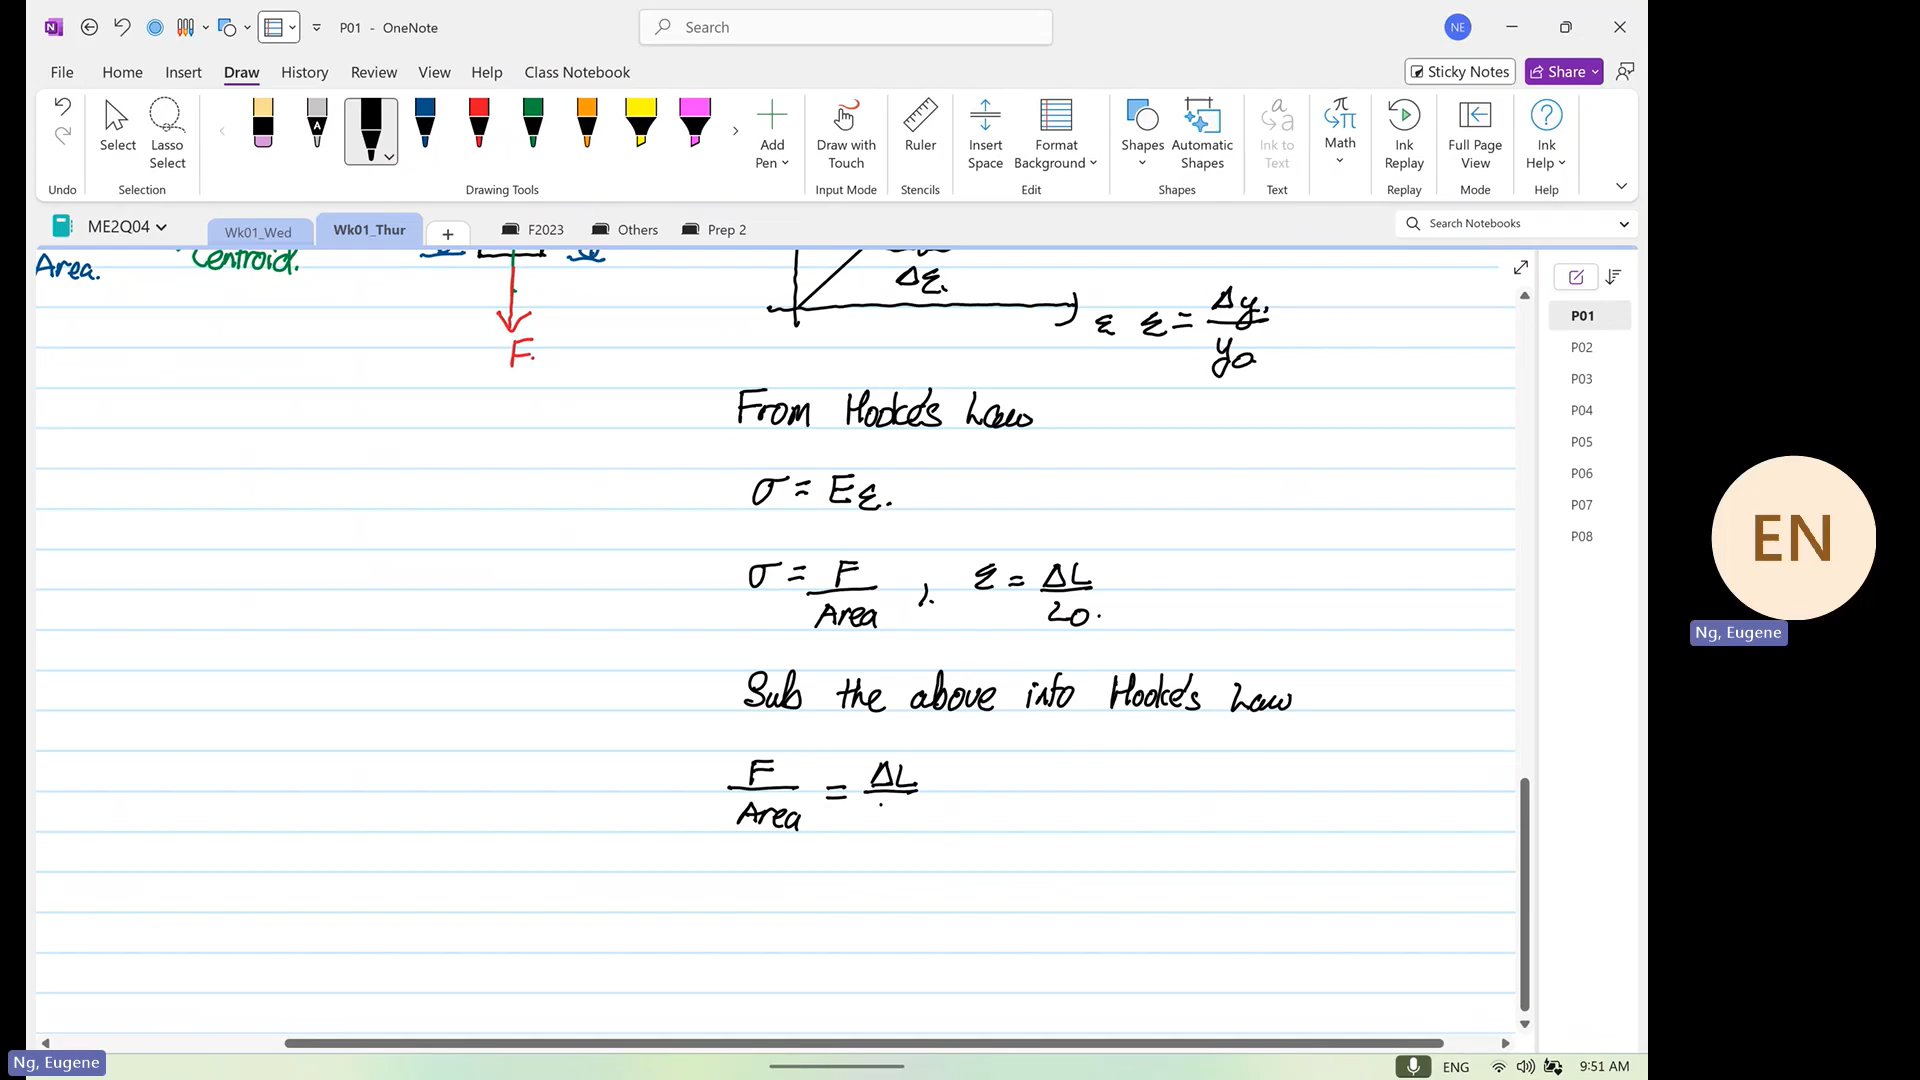 P01 - OneNote
Search
NE
File Home Insert Draw History Review View Help Class Notebook
Sticky Notes
Share
Select
Lasso Select
Add Pen
Draw with Touch
Ruler
Insert Space
Format Background
Shapes
Automatic Shapes
Ink to Text
Math
Ink Replay
Full Page View
Ink Help
Undo
Selection
Drawing Tools
Input Mode
Stencils
Edit
Shapes
Text
Replay
Mode
Help
ME2Q04
Wk01_Wed
Wk01_Thur
F2023
Others
Prep 2
Search Notebooks
Area.
Centroid.
F.
Δε.
ε ε = Δy. / yo
From Hooke's Law
σ = Eε.
σ = F / Area , ε = ΔL / Lo.
Sub the above into Hooke's Law
F / Area = ΔL /
P01
P02
P03
P04
P05
P06
P07
P08
EN
Ng, Eugene
Ng, Eugene
ENG
9:51 AM